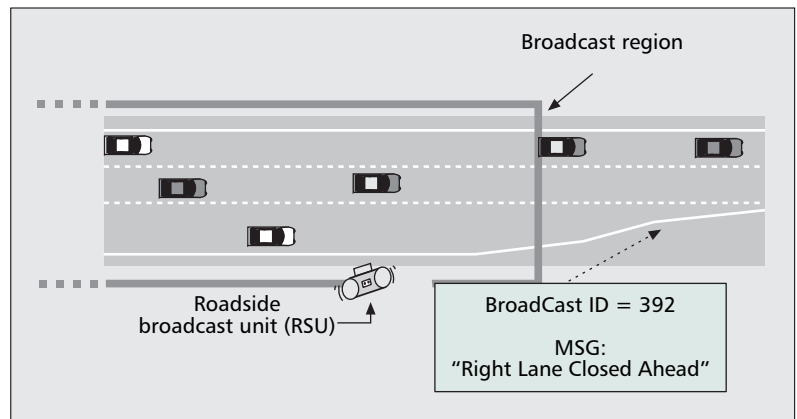 Broadcast region
Roadside
broadcast unit (RSU)
BroadCast ID = 392
MSG:
“Right Lane Closed Ahead”